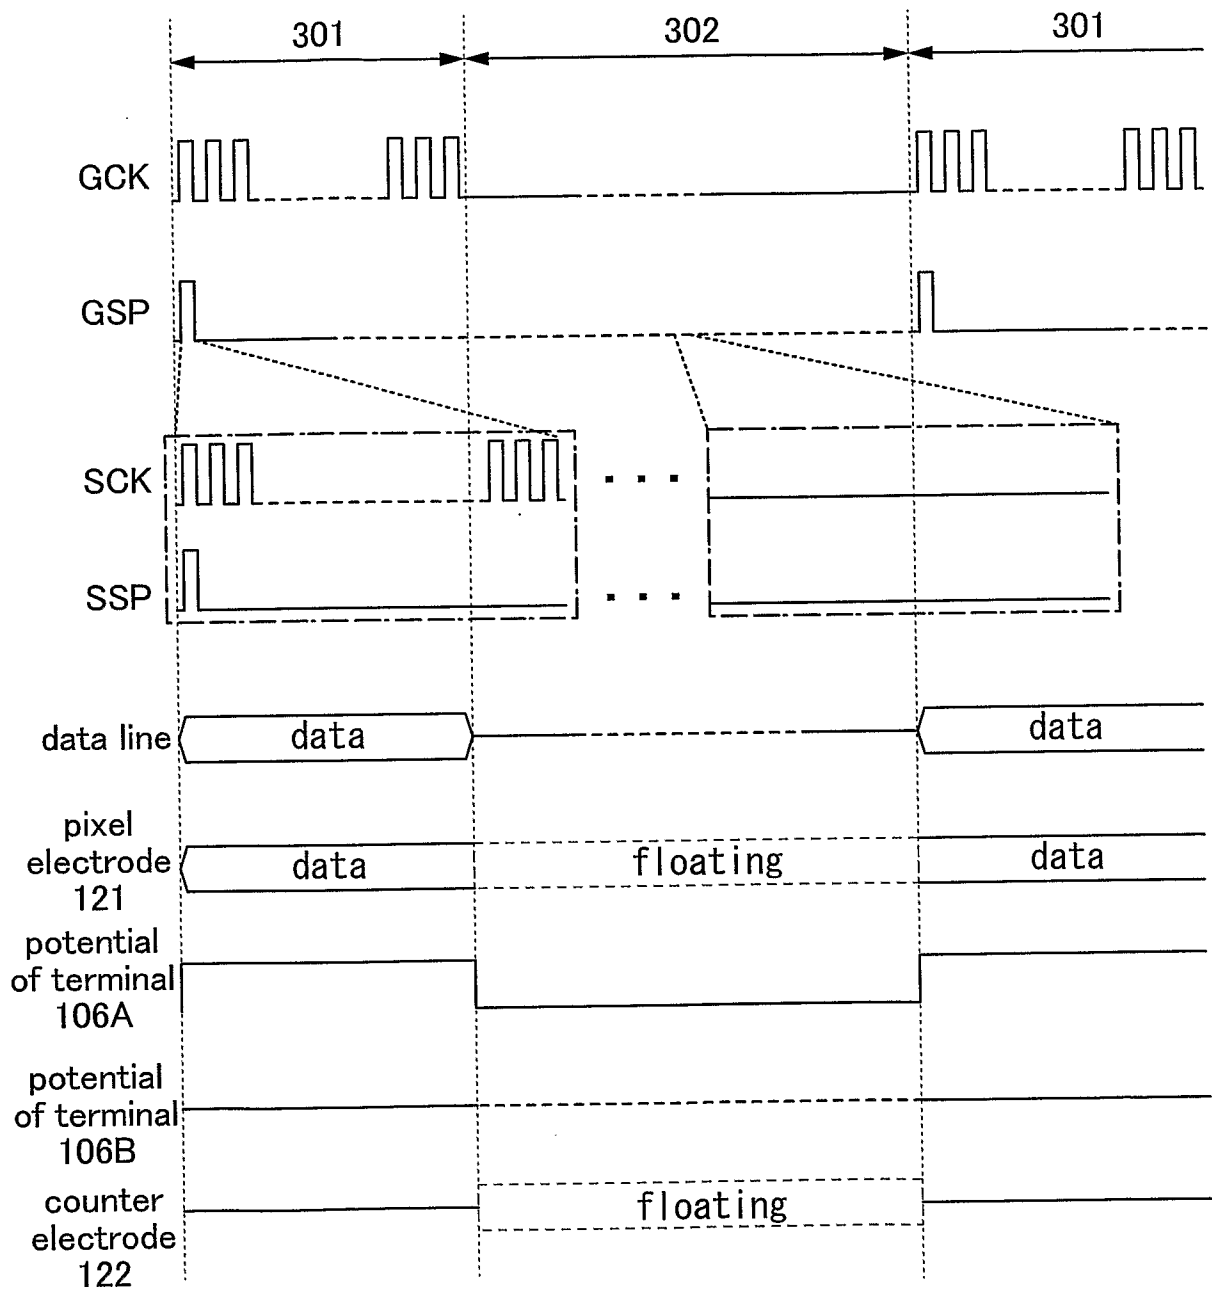 301 302 301
GCK
GSP
SCK
SSP
data line data data
pixel
electrode data floating data
121
potential
of terminal
106A
potential
of terminal
106B
counter floating
electrode
122